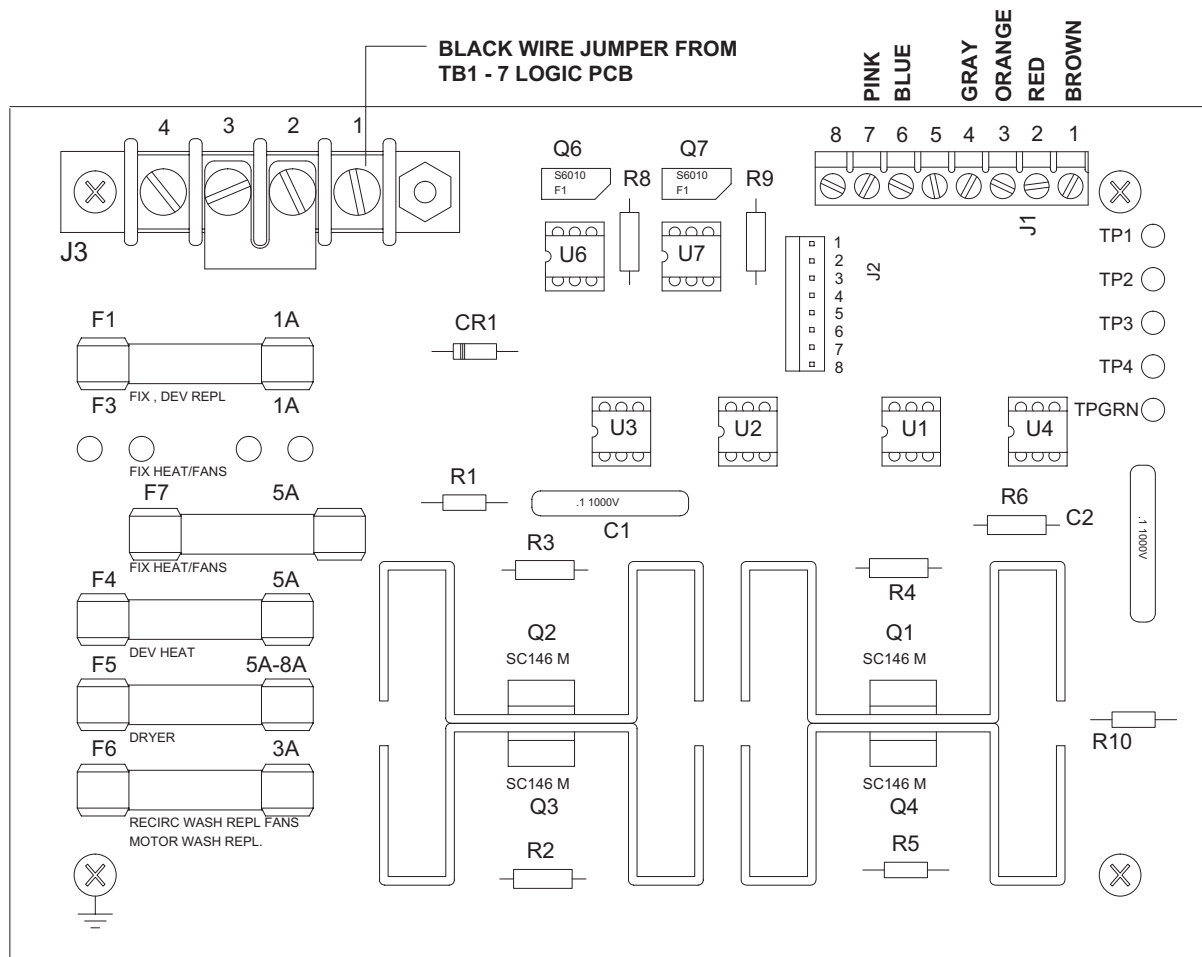 BLACK WIRE JUMPER FROM
TB1 - 7 LOGIC PCB
PINK
BLUE
GRAY
ORANGE
RED
BROWN
4 3 2 1
J3
Q6
S6010
F1
R8
U6
Q7
S6010
F1
R9
U7
8 7 6 5 4 3 2 1
J1
1
2
3
4
5
6
7
8
J2
TP1
TP2
TP3
TP4
TPGRN
F1 1A
FIX , DEV REPL
F3 1A
FIX HEAT/FANS
F7 5A
FIX HEAT/FANS
F4 5A
DEV HEAT
F5 5A-8A
DRYER
F6 3A
RECIRC WASH REPL FANS
MOTOR WASH REPL.
CR1
U3
U2
U1
U4
R1
.1 1000V
C1
R6
C2
.1 1000V
R3
R4
Q2
SC146 M
Q1
SC146 M
R10
SC146 M
Q3
SC146 M
Q4
R2
R5